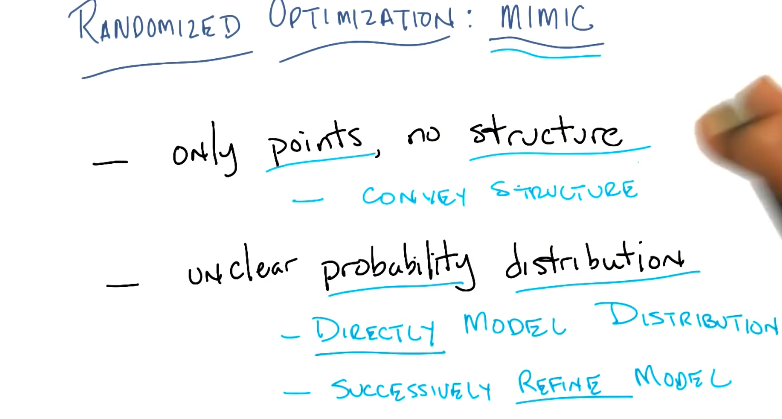 RANDOMIZED OPTIMIZATION: MIMIC
— only points, no structure
— CONVEY STRUCTURE
— unclear probability distribution
— DIRECTLY MODEL DISTRIBUTION
— SUCCESSIVELY REFINE MODEL